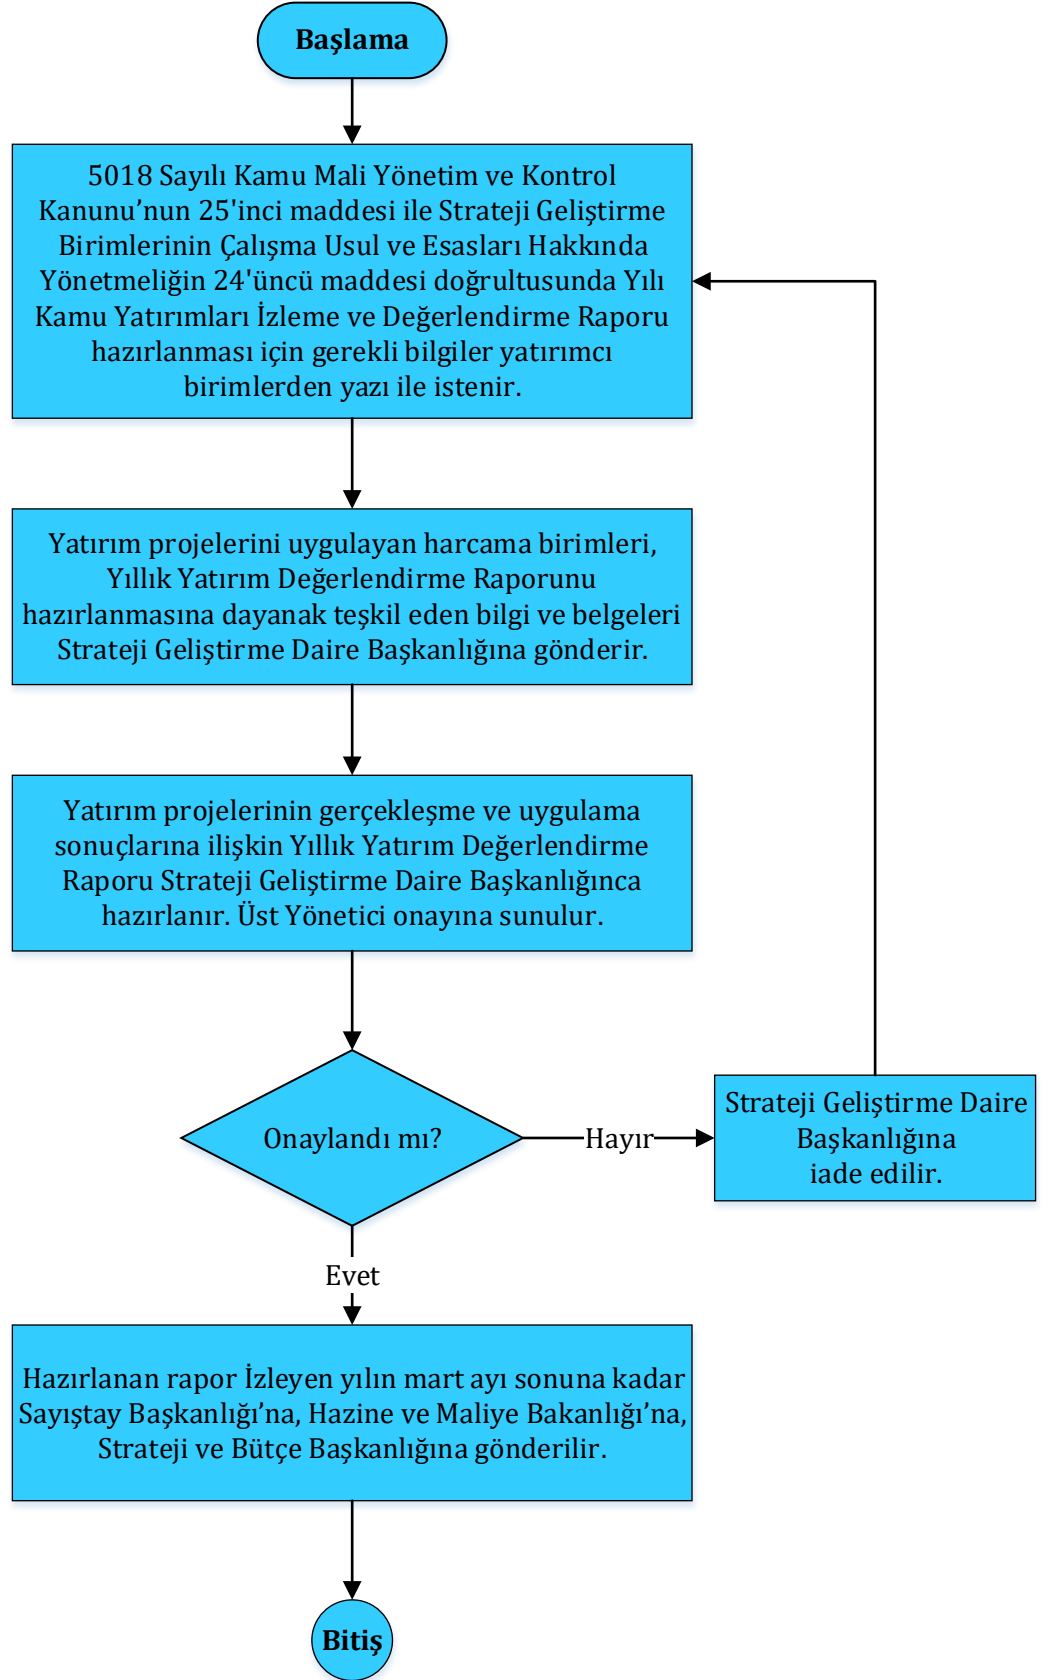 Başlama
5018 Sayılı Kamu Mali Yönetim ve Kontrol
Kanunu’nun 25'inci maddesi ile Strateji Geliştirme
Birimlerinin Çalışma Usul ve Esasları Hakkında
Yönetmeliğin 24'üncü maddesi doğrultusunda Yılı
Kamu Yatırımları İzleme ve Değerlendirme Raporu
hazırlanması için gerekli bilgiler yatırımcı
birimlerden yazı ile istenir.
Yatırım projelerini uygulayan harcama birimleri,
Yıllık Yatırım Değerlendirme Raporunu
hazırlanmasına dayanak teşkil eden bilgi ve belgeleri
Strateji Geliştirme Daire Başkanlığına gönderir.
Yatırım projelerinin gerçekleşme ve uygulama
sonuçlarına ilişkin Yıllık Yatırım Değerlendirme
Raporu Strateji Geliştirme Daire Başkanlığınca
hazırlanır. Üst Yönetici onayına sunulur.
Onaylandı mı?
Hayır
Strateji Geliştirme Daire
Başkanlığına
iade edilir.
Evet
Hazırlanan rapor İzleyen yılın mart ayı sonuna kadar
Sayıştay Başkanlığı’na, Hazine ve Maliye Bakanlığı’na,
Strateji ve Bütçe Başkanlığına gönderilir.
Bitiş